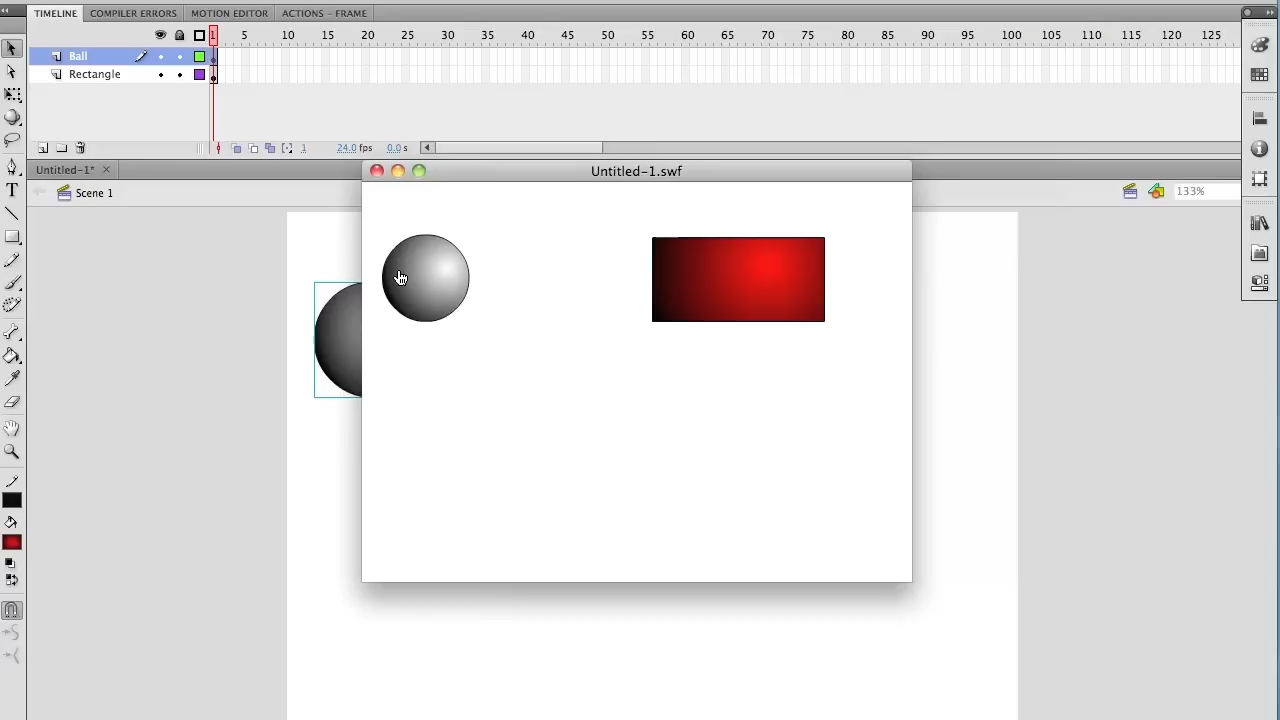 TIMELINE COMPILER ERRORS MOTION EDITOR ACTIONS – FRAME
1 5 10 15 20 25 30 35 40 45 50 55 60 65 70 75 80 85 90 95 100 105 110 115 120 125
Ball
Rectangle
1 24.0 fps 0.0 s
Untitled-1* ×
Untitled-1.swf
Scene 1
133%
T